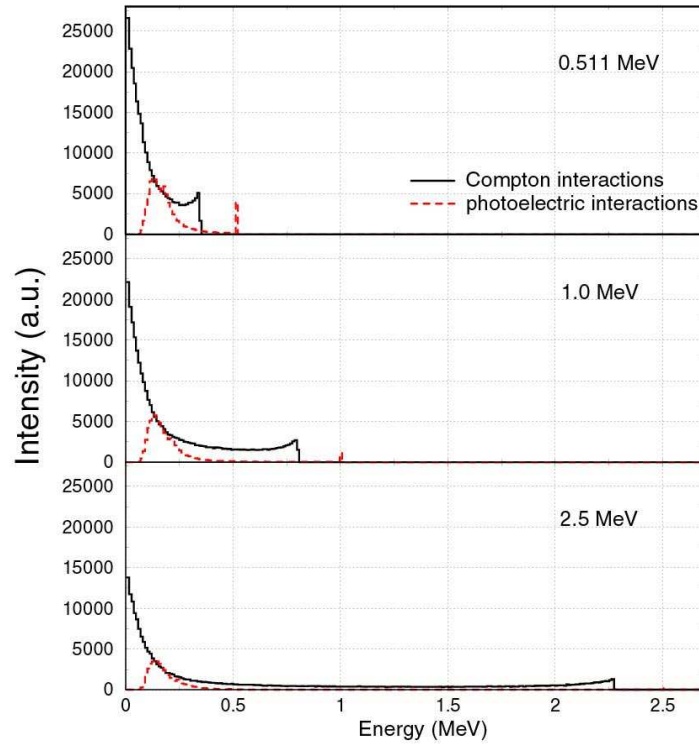 25000
0.511 MeV
20000
15000
10000
Compton interactions
5000
photoelectric interactions
0
25000
1.0 MeV
20000
15000
10000
5000
0
25000
2.5 MeV
20000
15000
10000
5000
0
0 0.5 1 1.5 2 2.5
Energy (MeV)
Intensity (a.u.)